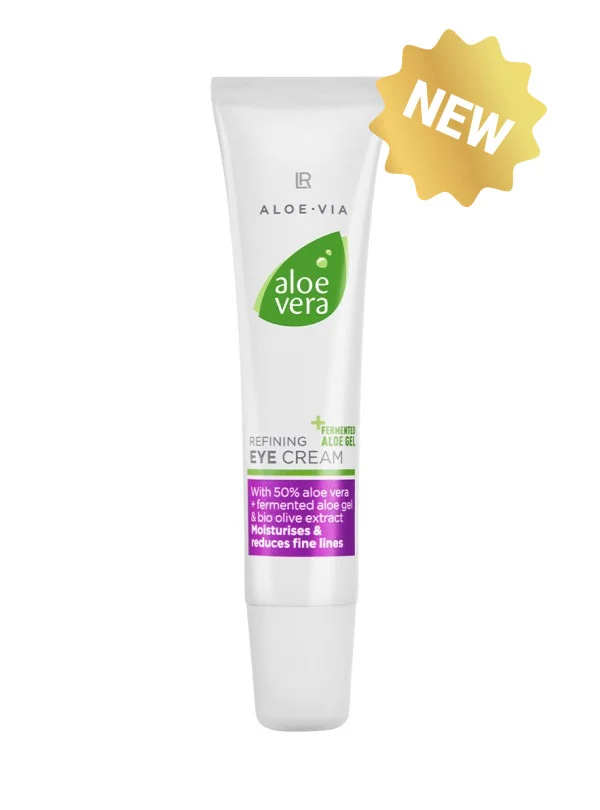 NEW
LR
ALOE•VIA
aloe
vera
+FERMENTED
ALOE GEL
REFINING
EYE CREAM
With 50% aloe vera
+ fermented aloe gel
& bio olive extract
Moisturises &
reduces fine lines